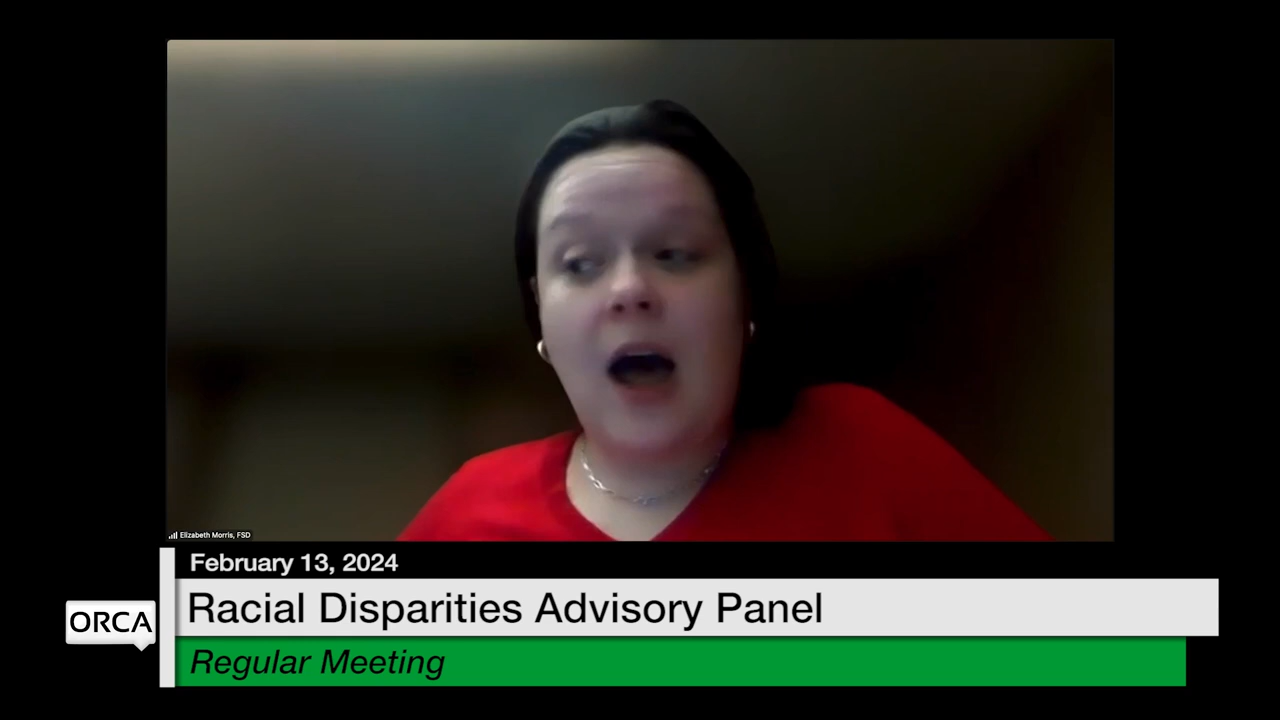 Elizabeth Morris, FSD
February 13, 2024
Racial Disparities Advisory Panel
ORCA
Regular Meeting